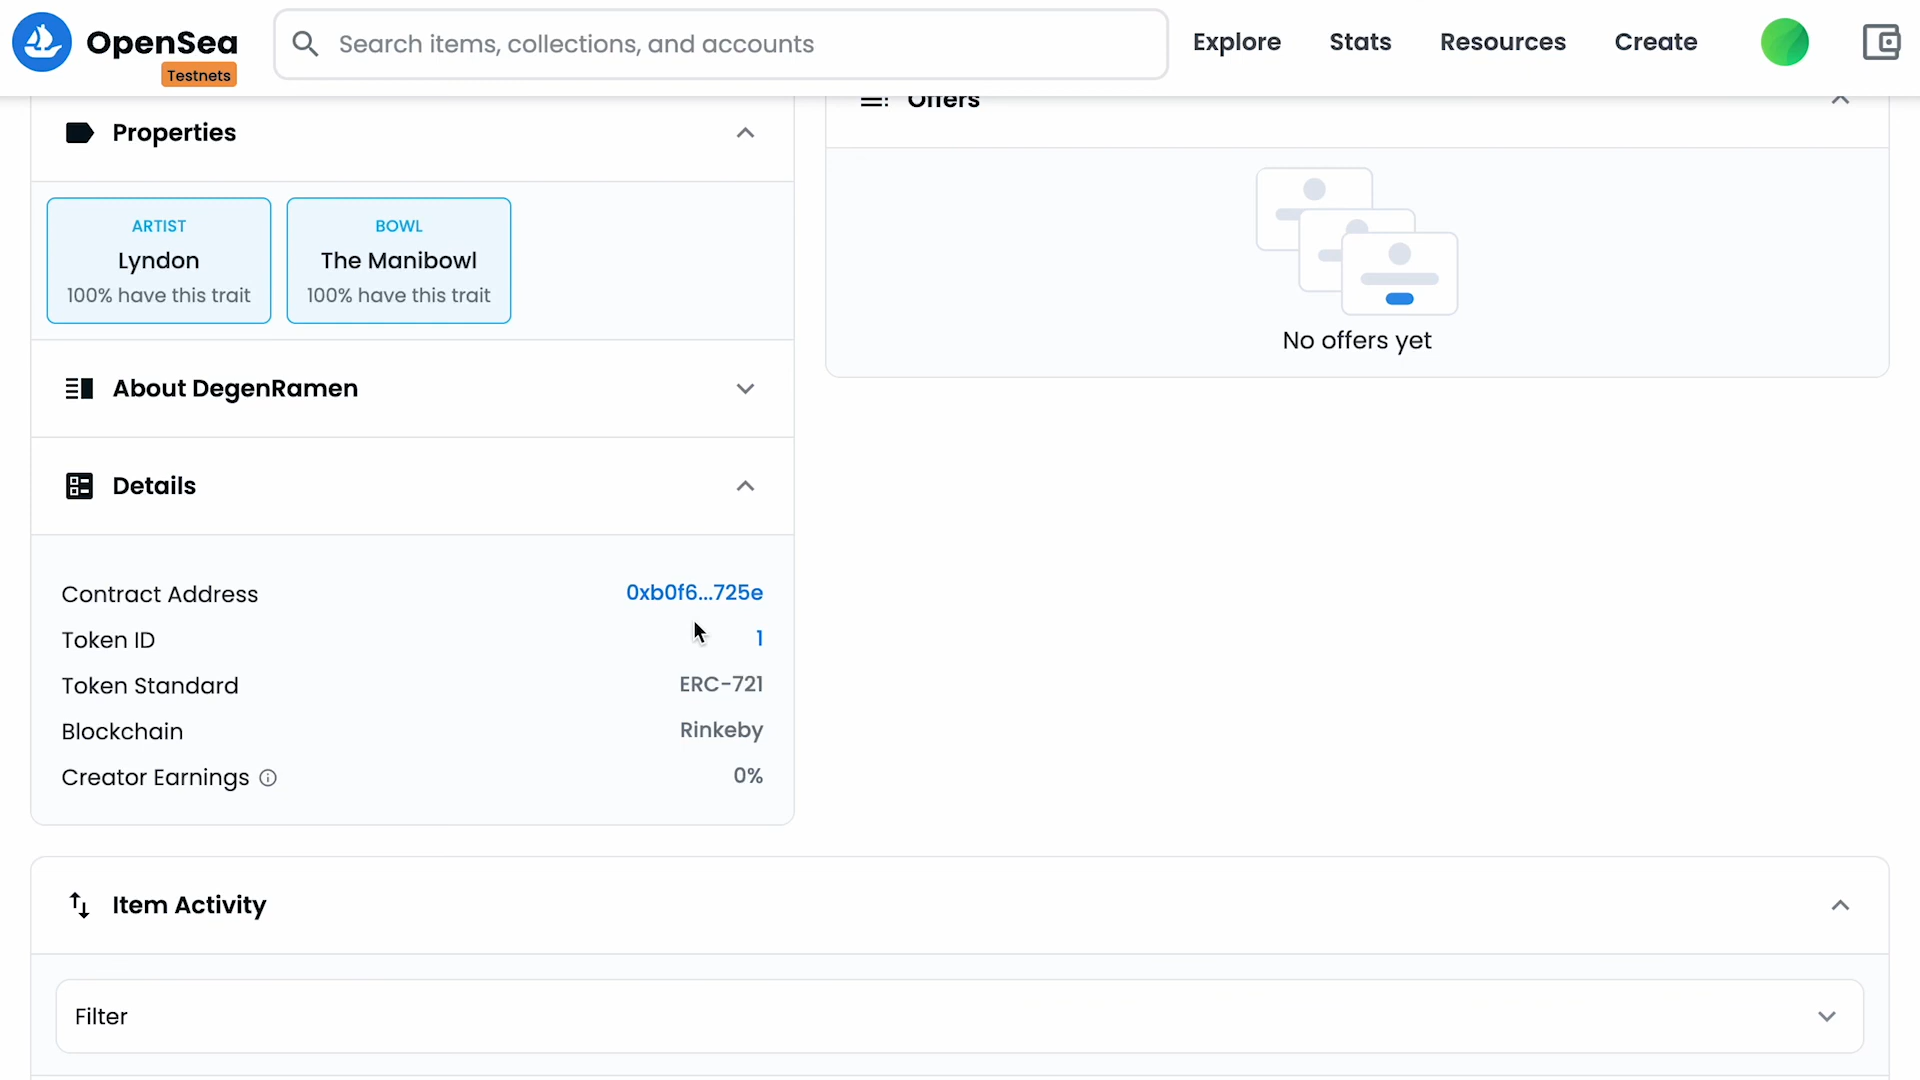 OpenSea
Testnets
Search items, collections, and accounts
Explore
Stats
Resources
Create
Properties
ARTIST
Lyndon
100% have this trait
BOWL
The Manibowl
100% have this trait
About DegenRamen
Details
Contract Address
0xb0f6...725e
Token ID
1
Token Standard
ERC-721
Blockchain
Rinkeby
Creator Earnings
0%
Offers
No offers yet
Item Activity
Filter